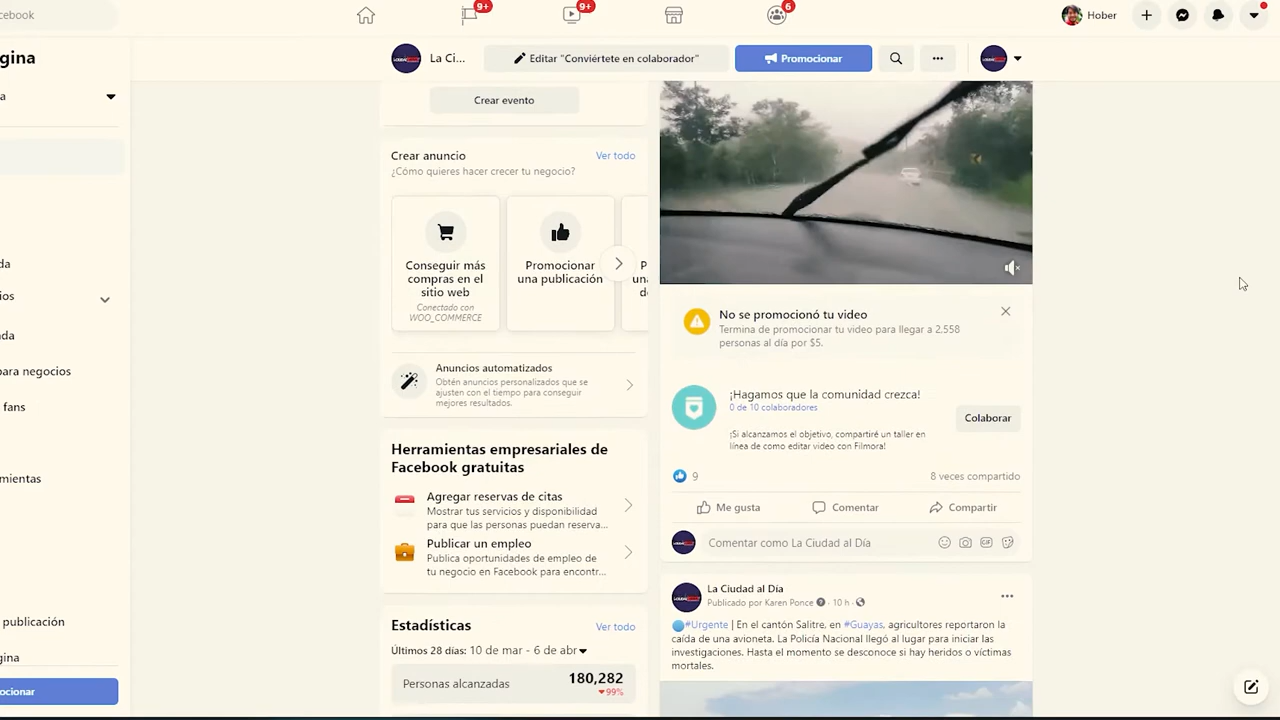 cebook
9+
9+
6
Hober
gina
La Ci...
Editar "Conviértete en colaborador"
Promocionar
a
Crear evento
Crear anuncio
Ver todo
¿Cómo quieres hacer crecer tu negocio?
Conseguir más
compras en el
sitio web
Conectado con
WOO_COMMERCE
Promocionar
una publicación
P
un
d
Anuncios automatizados
Obtén anuncios personalizados que se
ajusten con el tiempo para conseguir
mejores resultados.
Herramientas empresariales de
Facebook gratuitas
Agregar reservas de citas
Mostrar tus servicios y disponibilidad
para que las personas puedan reserva...
Publicar un empleo
Publica oportunidades de empleo de
tu negocio en Facebook para encontr...
Estadísticas
Ver todo
Últimos 28 días: 10 de mar - 6 de abr
Personas alcanzadas
180,282
99%
da
ios
ada
para negocios
fans
mientas
publicación
gina
ocionar
No se promocionó tu video
Termina de promocionar tu video para llegar a 2.558
personas al día por $5.
¡Hagamos que la comunidad crezca!
0 de 10 colaboradores
Colaborar
¡Si alcanzamos el objetivo, compartiré un taller en
línea de como editar video con Filmora!
9
8 veces compartido
Me gusta
Comentar
Compartir
Comentar como La Ciudad al Día
GIF
La Ciudad al Día
Publicado por Karen Ponce · 10 h ·
#Urgente | En el cantón Salitre, en #Guayas, agricultores reportaron la
caída de una avioneta. La Policía Nacional llegó al lugar para iniciar las
investigaciones. Hasta el momento se desconoce si hay heridos o víctimas
mortales.